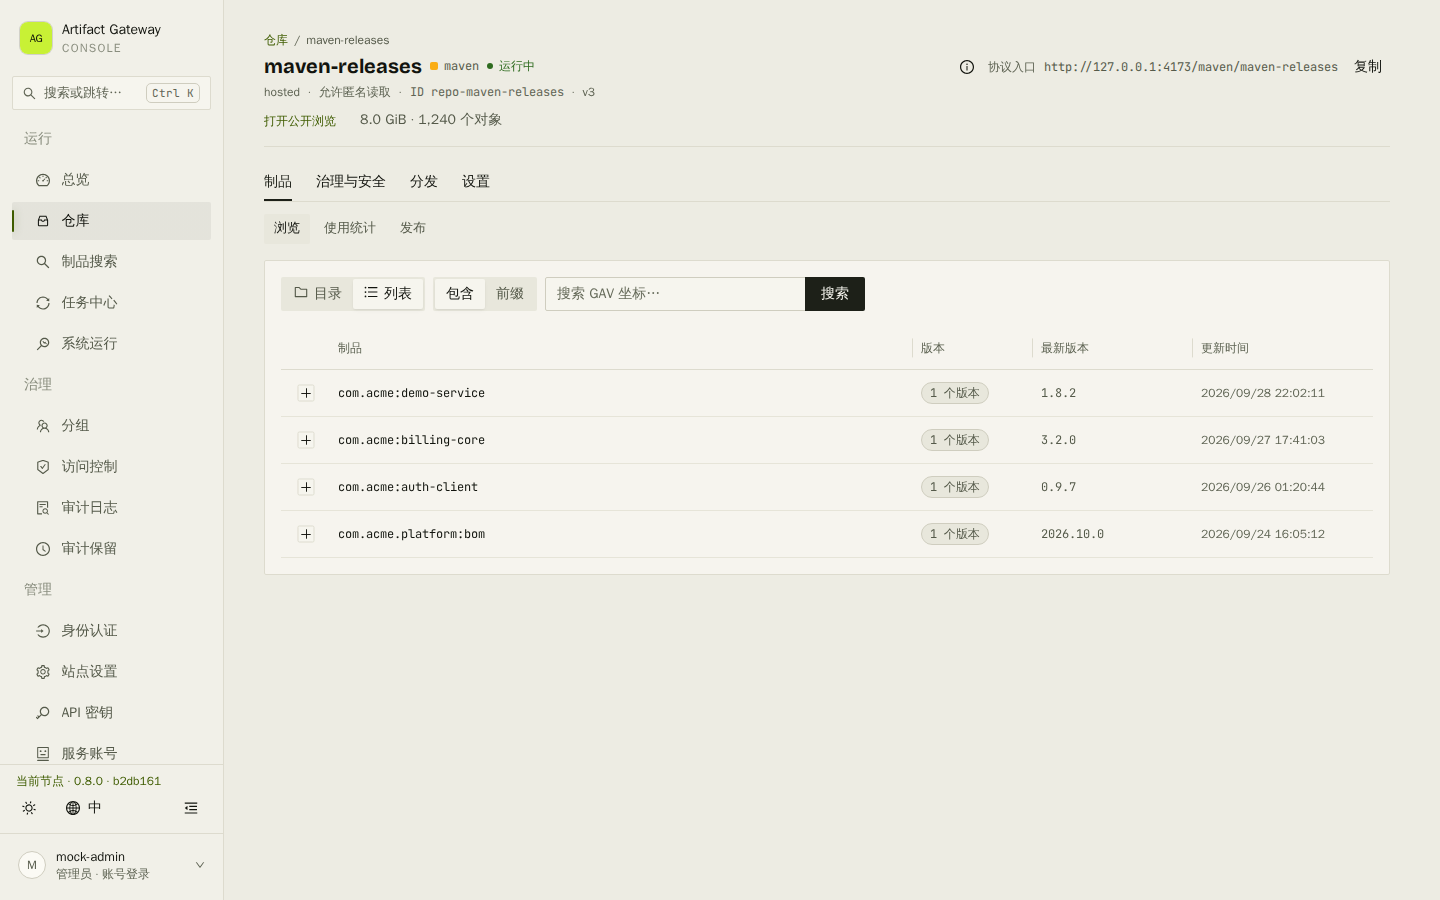 AG
Artifact Gateway
CONSOLE
搜索或跳转… Ctrl K
运行
总览
仓库
制品搜索
任务中心
系统运行
治理
分组
访问控制
审计日志
审计保留
管理
身份认证
站点设置
API 密钥
服务账号
当前节点 · 0.8.0 · b2db161
中
M
mock-admin
管理员 · 账号登录
仓库 / maven-releases
maven-releases maven 运行中
协议入口 http://127.0.0.1:4173/maven/maven-releases 复制
hosted · 允许匿名读取 · ID repo-maven-releases · v3
打开公开浏览 8.0 GiB · 1,240 个对象
制品 治理与安全 分发 设置
浏览 使用统计 发布
目录 列表 包含 前缀 搜索 GAV 坐标… 搜索
制品 版本 最新版本 更新时间
com.acme:demo-service 1 个版本 1.8.2 2026/09/28 22:02:11
com.acme:billing-core 1 个版本 3.2.0 2026/09/27 17:41:03
com.acme:auth-client 1 个版本 0.9.7 2026/09/26 01:20:44
com.acme.platform:bom 1 个版本 2026.10.0 2026/09/24 16:05:12